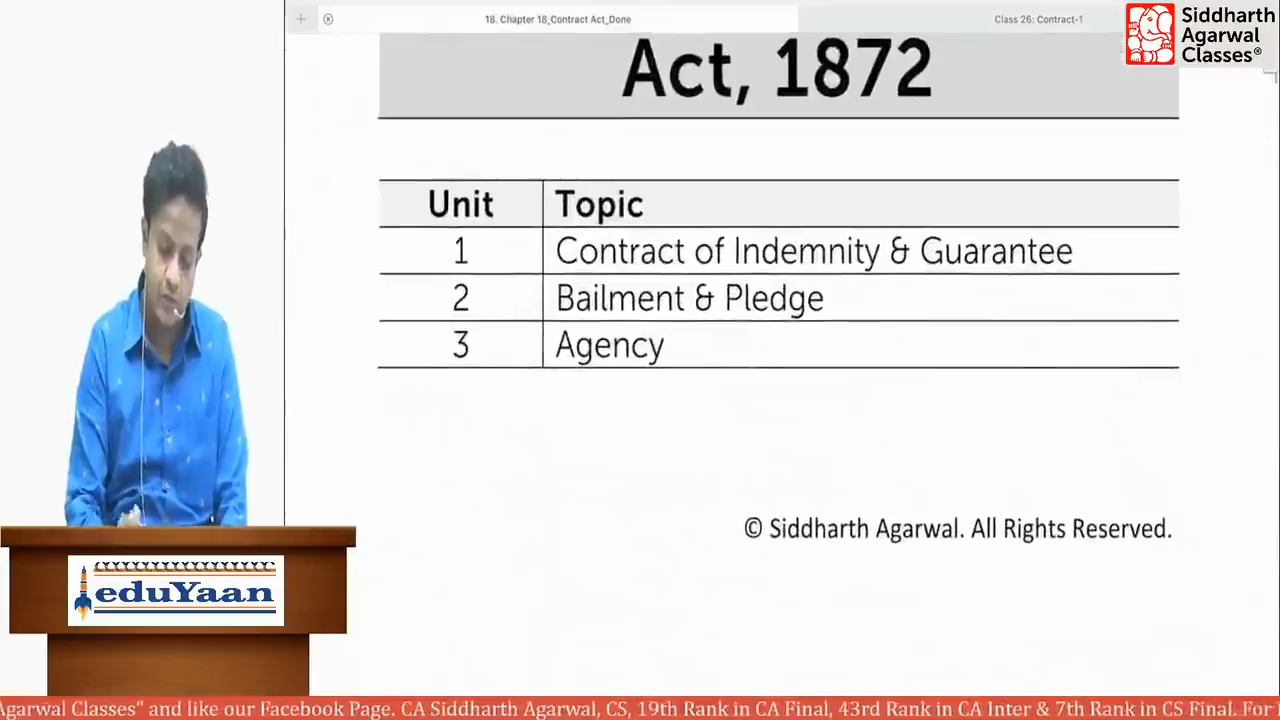 18. Chapter 18_Contract Act_Done
Class 26: Contract-1
Siddharth
Agarwal
Classes®
Act, 1872
Unit Topic
1 Contract of Indemnity & Guarantee
2 Bailment & Pledge
3 Agency
© Siddharth Agarwal. All Rights Reserved.
eduYaan
Agarwal Classes" and like our Facebook Page. CA Siddharth Agarwal, CS, 19th Rank in CA Final, 43rd Rank in CA Inter & 7th Rank in CS Final. For